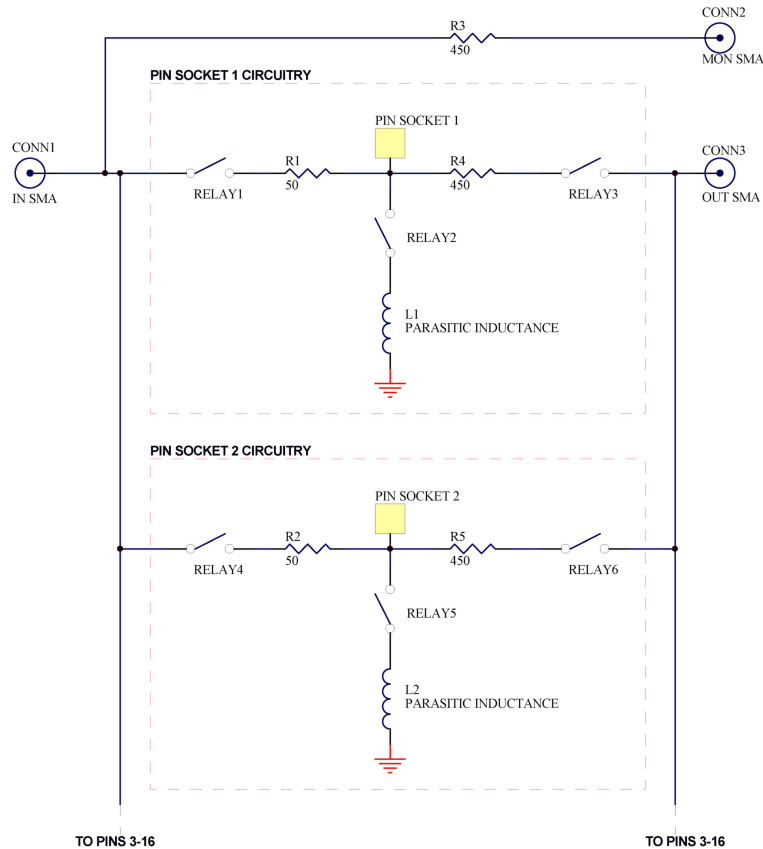 CONN2
R3
450
MON SMA
PIN SOCKET 1 CIRCUITRY
PIN SOCKET 1
CONN1
IN SMA
RELAY1
R1
50
R4
450
RELAY3
CONN3
OUT SMA
RELAY2
L1
PARASITIC INDUCTANCE
PIN SOCKET 2 CIRCUITRY
PIN SOCKET 2
RELAY4
R2
50
R5
450
RELAY6
RELAY5
L2
PARASITIC INDUCTANCE
TO PINS 3-16
TO PINS 3-16